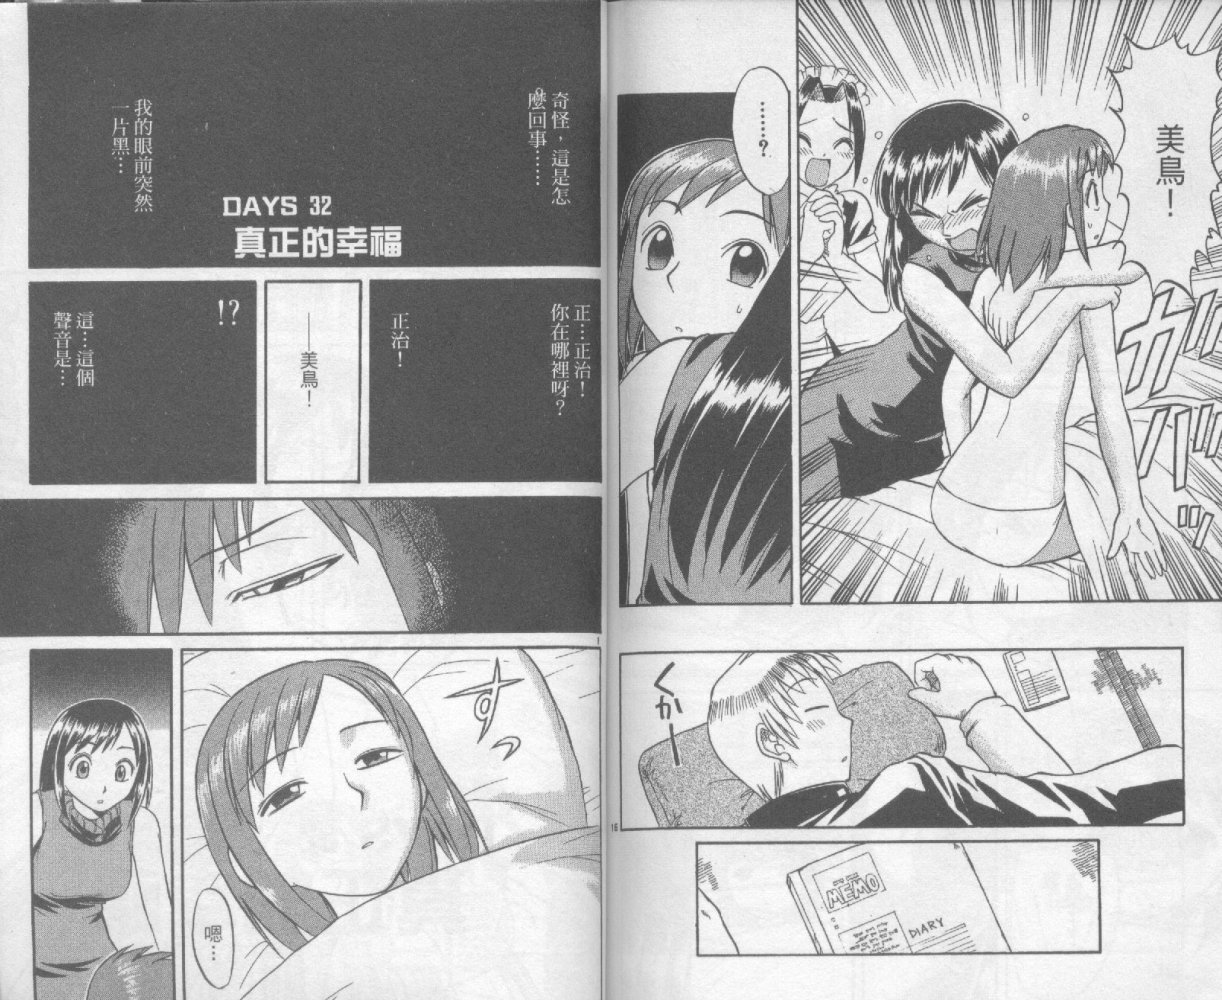 奇怪，這是怎
麼回事……
？
我的眼前突然
一片黑…
DAYS 32
真正的幸福
正…正治！
你在哪裡呀？
正治！
——美鳥！
!?
這…這個
聲音是…
す
っ
嗯…
美鳥！
………?
くかー
16
MEMO
DIARY